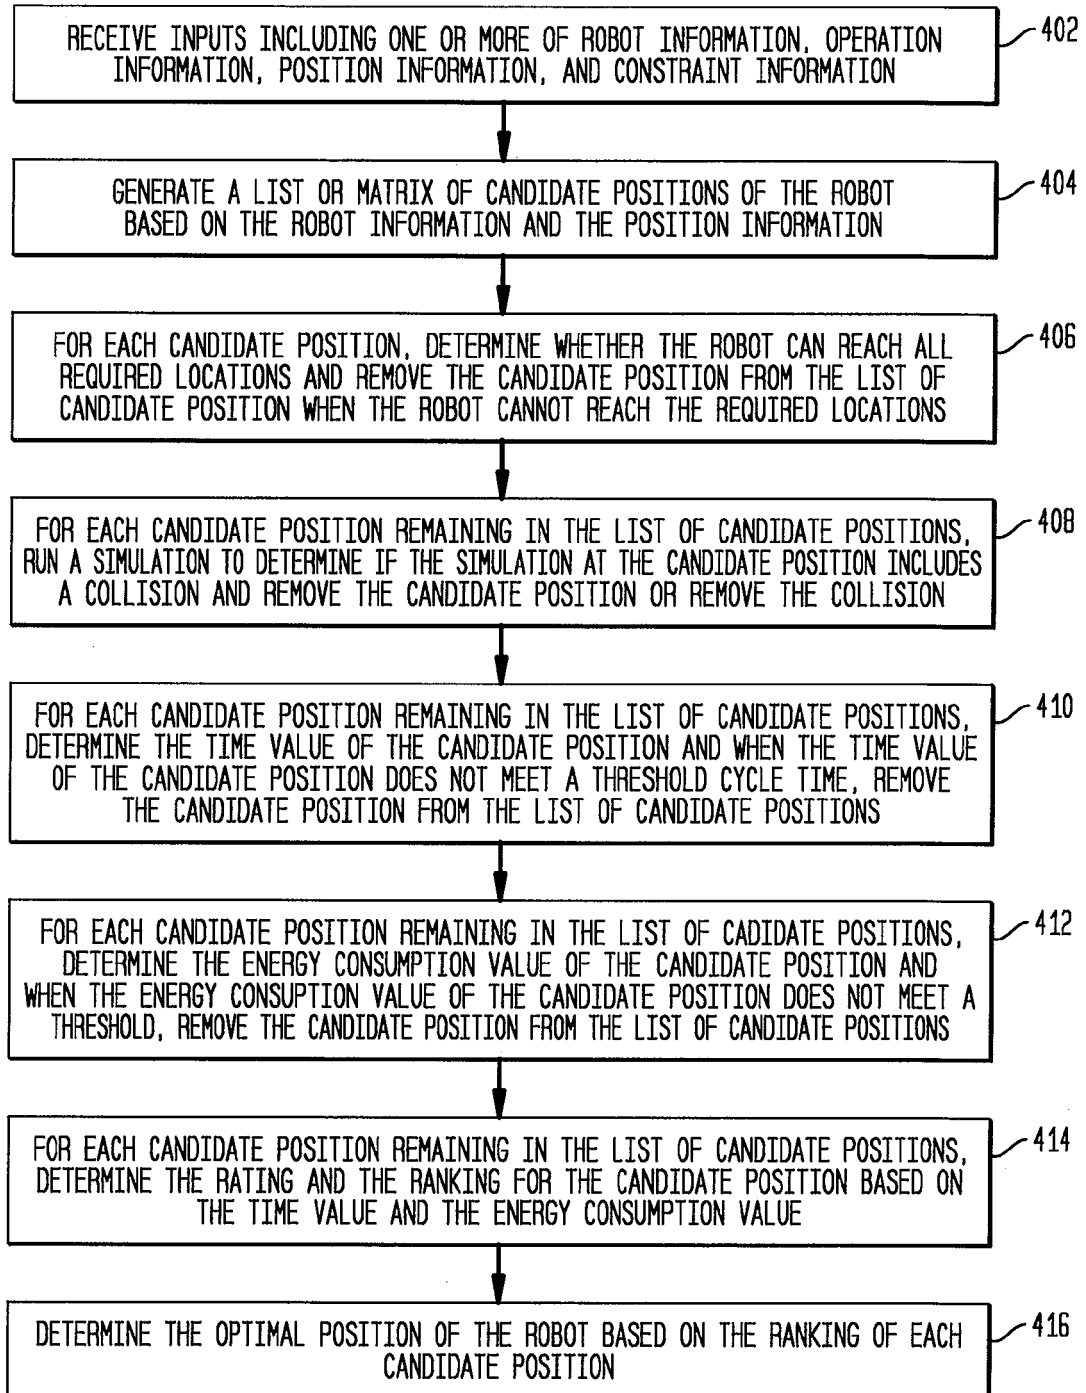 RECEIVE INPUTS INCLUDING ONE OR MORE OF ROBOT INFORMATION, OPERATION
INFORMATION, POSITION INFORMATION, AND CONSTRAINT INFORMATION
402
GENERATE A LIST OR MATRIX OF CANDIDATE POSITIONS OF THE ROBOT
BASED ON THE ROBOT INFORMATION AND THE POSITION INFORMATION
404
FOR EACH CANDIDATE POSITION, DETERMINE WHETHER THE ROBOT CAN REACH ALL
REQUIRED LOCATIONS AND REMOVE THE CANDIDATE POSITION FROM THE LIST OF
CANDIDATE POSITION WHEN THE ROBOT CANNOT REACH THE REQUIRED LOCATIONS
406
FOR EACH CANDIDATE POSITION REMAINING IN THE LIST OF CANDIDATE POSITIONS,
RUN A SIMULATION TO DETERMINE IF THE SIMULATION AT THE CANDIDATE POSITION INCLUDES
A COLLISION AND REMOVE THE CANDIDATE POSITION OR REMOVE THE COLLISION
408
FOR EACH CANDIDATE POSITION REMAINING IN THE LIST OF CANDIDATE POSITIONS,
DETERMINE THE TIME VALUE OF THE CANDIDATE POSITION AND WHEN THE TIME VALUE
OF THE CANDIDATE POSITION DOES NOT MEET A THRESHOLD CYCLE TIME, REMOVE
THE CANDIDATE POSITION FROM THE LIST OF CANDIDATE POSITIONS
410
FOR EACH CANDIDATE POSITION REMAINING IN THE LIST OF CADIDATE POSITIONS,
DETERMINE THE ENERGY CONSUMPTION VALUE OF THE CANDIDATE POSITION AND
WHEN THE ENERGY CONSUPTION VALUE OF THE CANDIDATE POSITION DOES NOT MEET A
THRESHOLD, REMOVE THE CANDIDATE POSITION FROM THE LIST OF CANDIDATE POSITIONS
412
FOR EACH CANDIDATE POSITION REMAINING IN THE LIST OF CANDIDATE POSITIONS,
DETERMINE THE RATING AND THE RANKING FOR THE CANDIDATE POSITION BASED ON
THE TIME VALUE AND THE ENERGY CONSUMPTION VALUE
414
DETERMINE THE OPTIMAL POSITION OF THE ROBOT BASED ON THE RANKING OF EACH
CANDIDATE POSITION
416